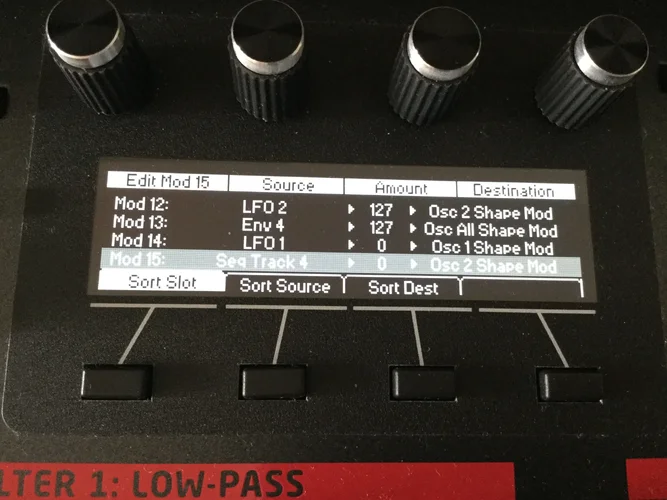 Edit Mod 15 Source Amount Destination
Mod 12: LFO 2 ▸ 127 ▸ Osc 2 Shape Mod
Mod 13: Env 4 ▸ 127 ▸ Osc All Shape Mod
Mod 14: LFO 1 ▸ 0 ▸ Osc 1 Shape Mod
Mod 15: Seq Track 4 ▸ 0 ▸ Osc 2 Shape Mod
Sort Slot Sort Source Sort Dest
LTER 1: LOW-PASS